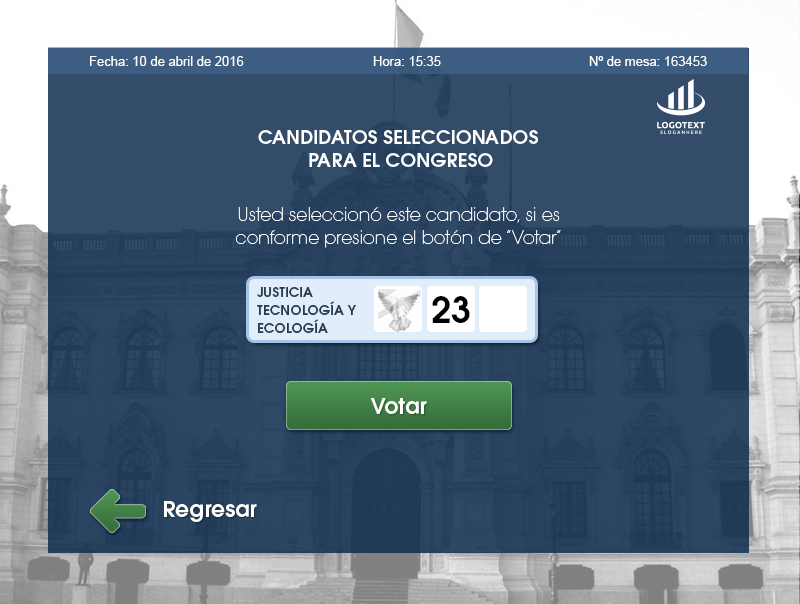 Fecha: 10 de abril de 2016 Hora: 15:35 Nº de mesa: 163453
LOGOTEXT
SLOGANHERE
CANDIDATOS SELECCIONADOS
PARA EL CONGRESO
Usted seleccionó este candidato, si es
conforme presione el botón de "Votar"
JUSTICIA
TECNOLOGÍA Y
ECOLOGÍA
23
Votar
Regresar